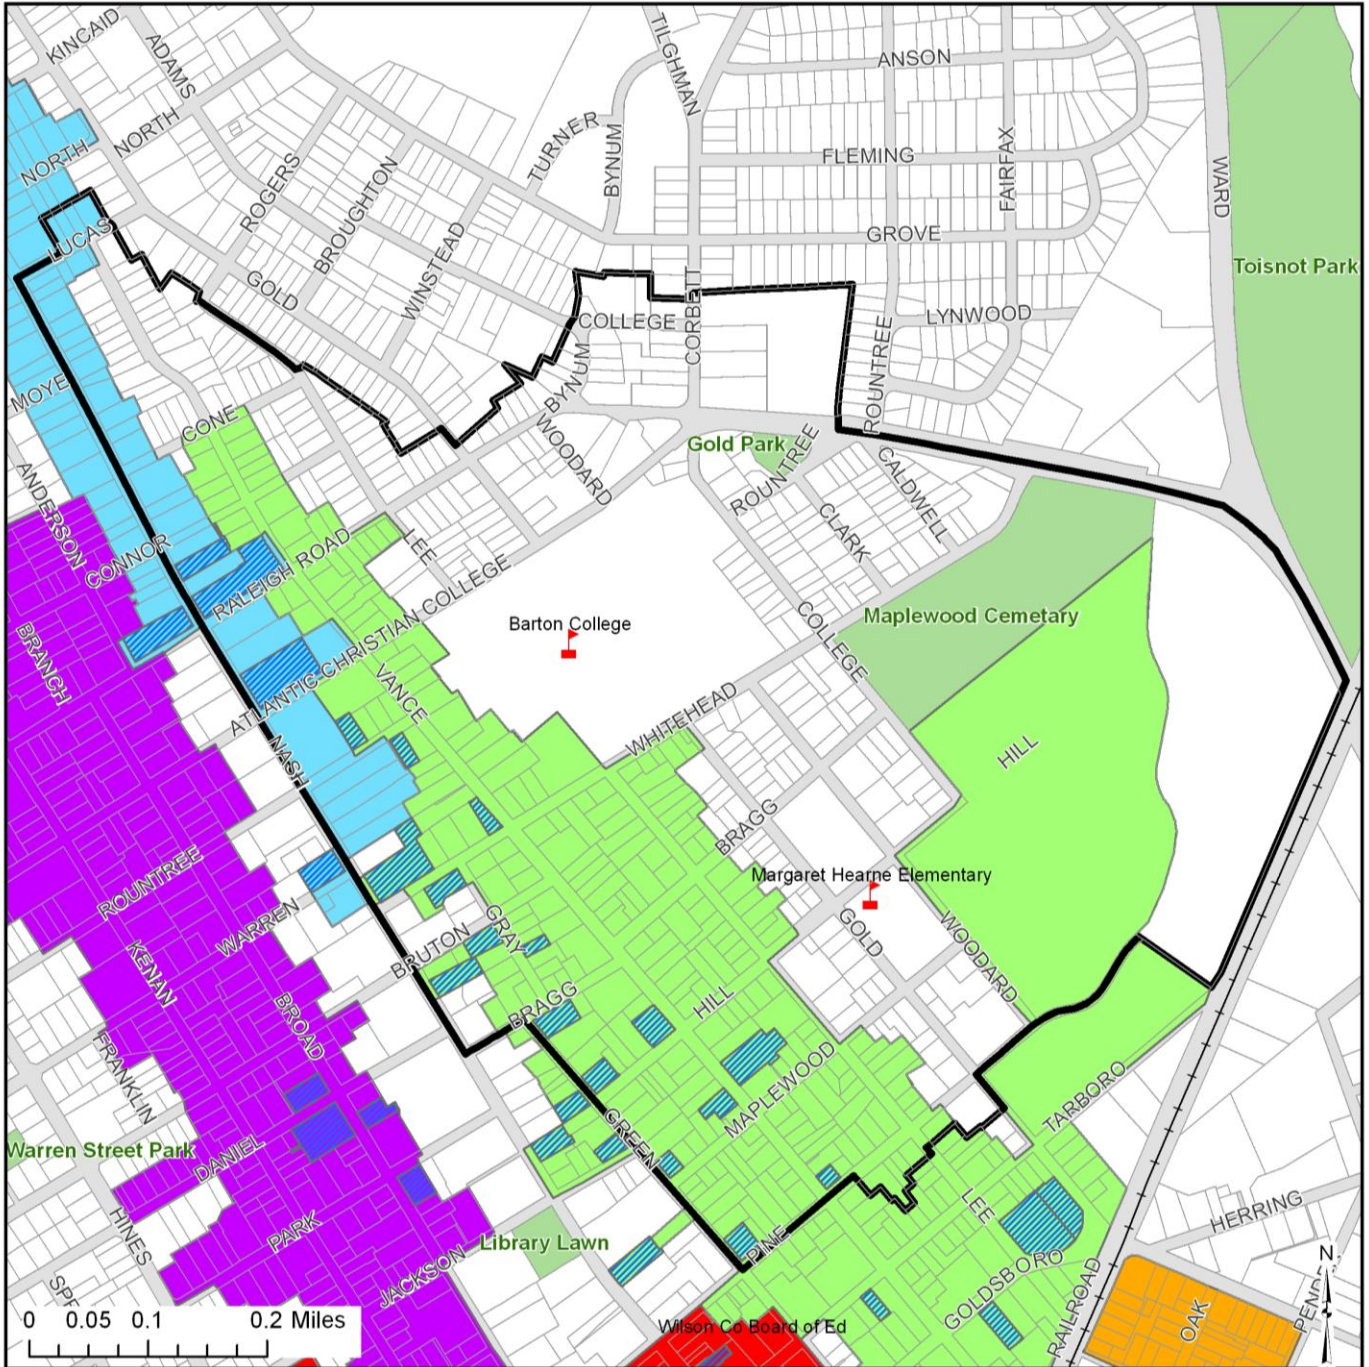 KINCAID
ADAMS
TILGHMAN
ANSON
NORTH
NORTH
TURNER
BYNUM
FLEMING
FAIRFAX
WARD
ROGERS
BROUGHTON
WINSTEAD
GROVE
LUCAS
Toisnot Park
GOLD
COLLEGE
CORBETT
ROUNTREE
LYNWOOD
MOYE
CONE
BYNUM
WOODARD
Gold Park
ROUNTREE
CALDWELL
ANDERSON
CONNOR
RALEIGH ROAD
LEE
CLARK
ATLANTIC CHRISTIAN COLLEGE
Barton College
COLLEGE
Maplewood Cemetary
BRANCH
VANCE
WHITEHEAD
NASH
HILL
BRAGG
Margaret Hearne Elementary
ROUNTREE
WARREN
KENAN
BRUTON
GRAY
GOLD
WOODARD
BROAD
BRAGG
HILL
FRANKLIN
MAPLEWOOD
TARBORO
Warren Street Park
DANIEL
GREEN
HINES
PARK
LEE
PINE
HERRING
Library Lawn
JACKSON
GOLDSBORO
RAILROAD
OAK
N
0 0.05 0.1 0.2 Miles
Wilson Co Board of Ed